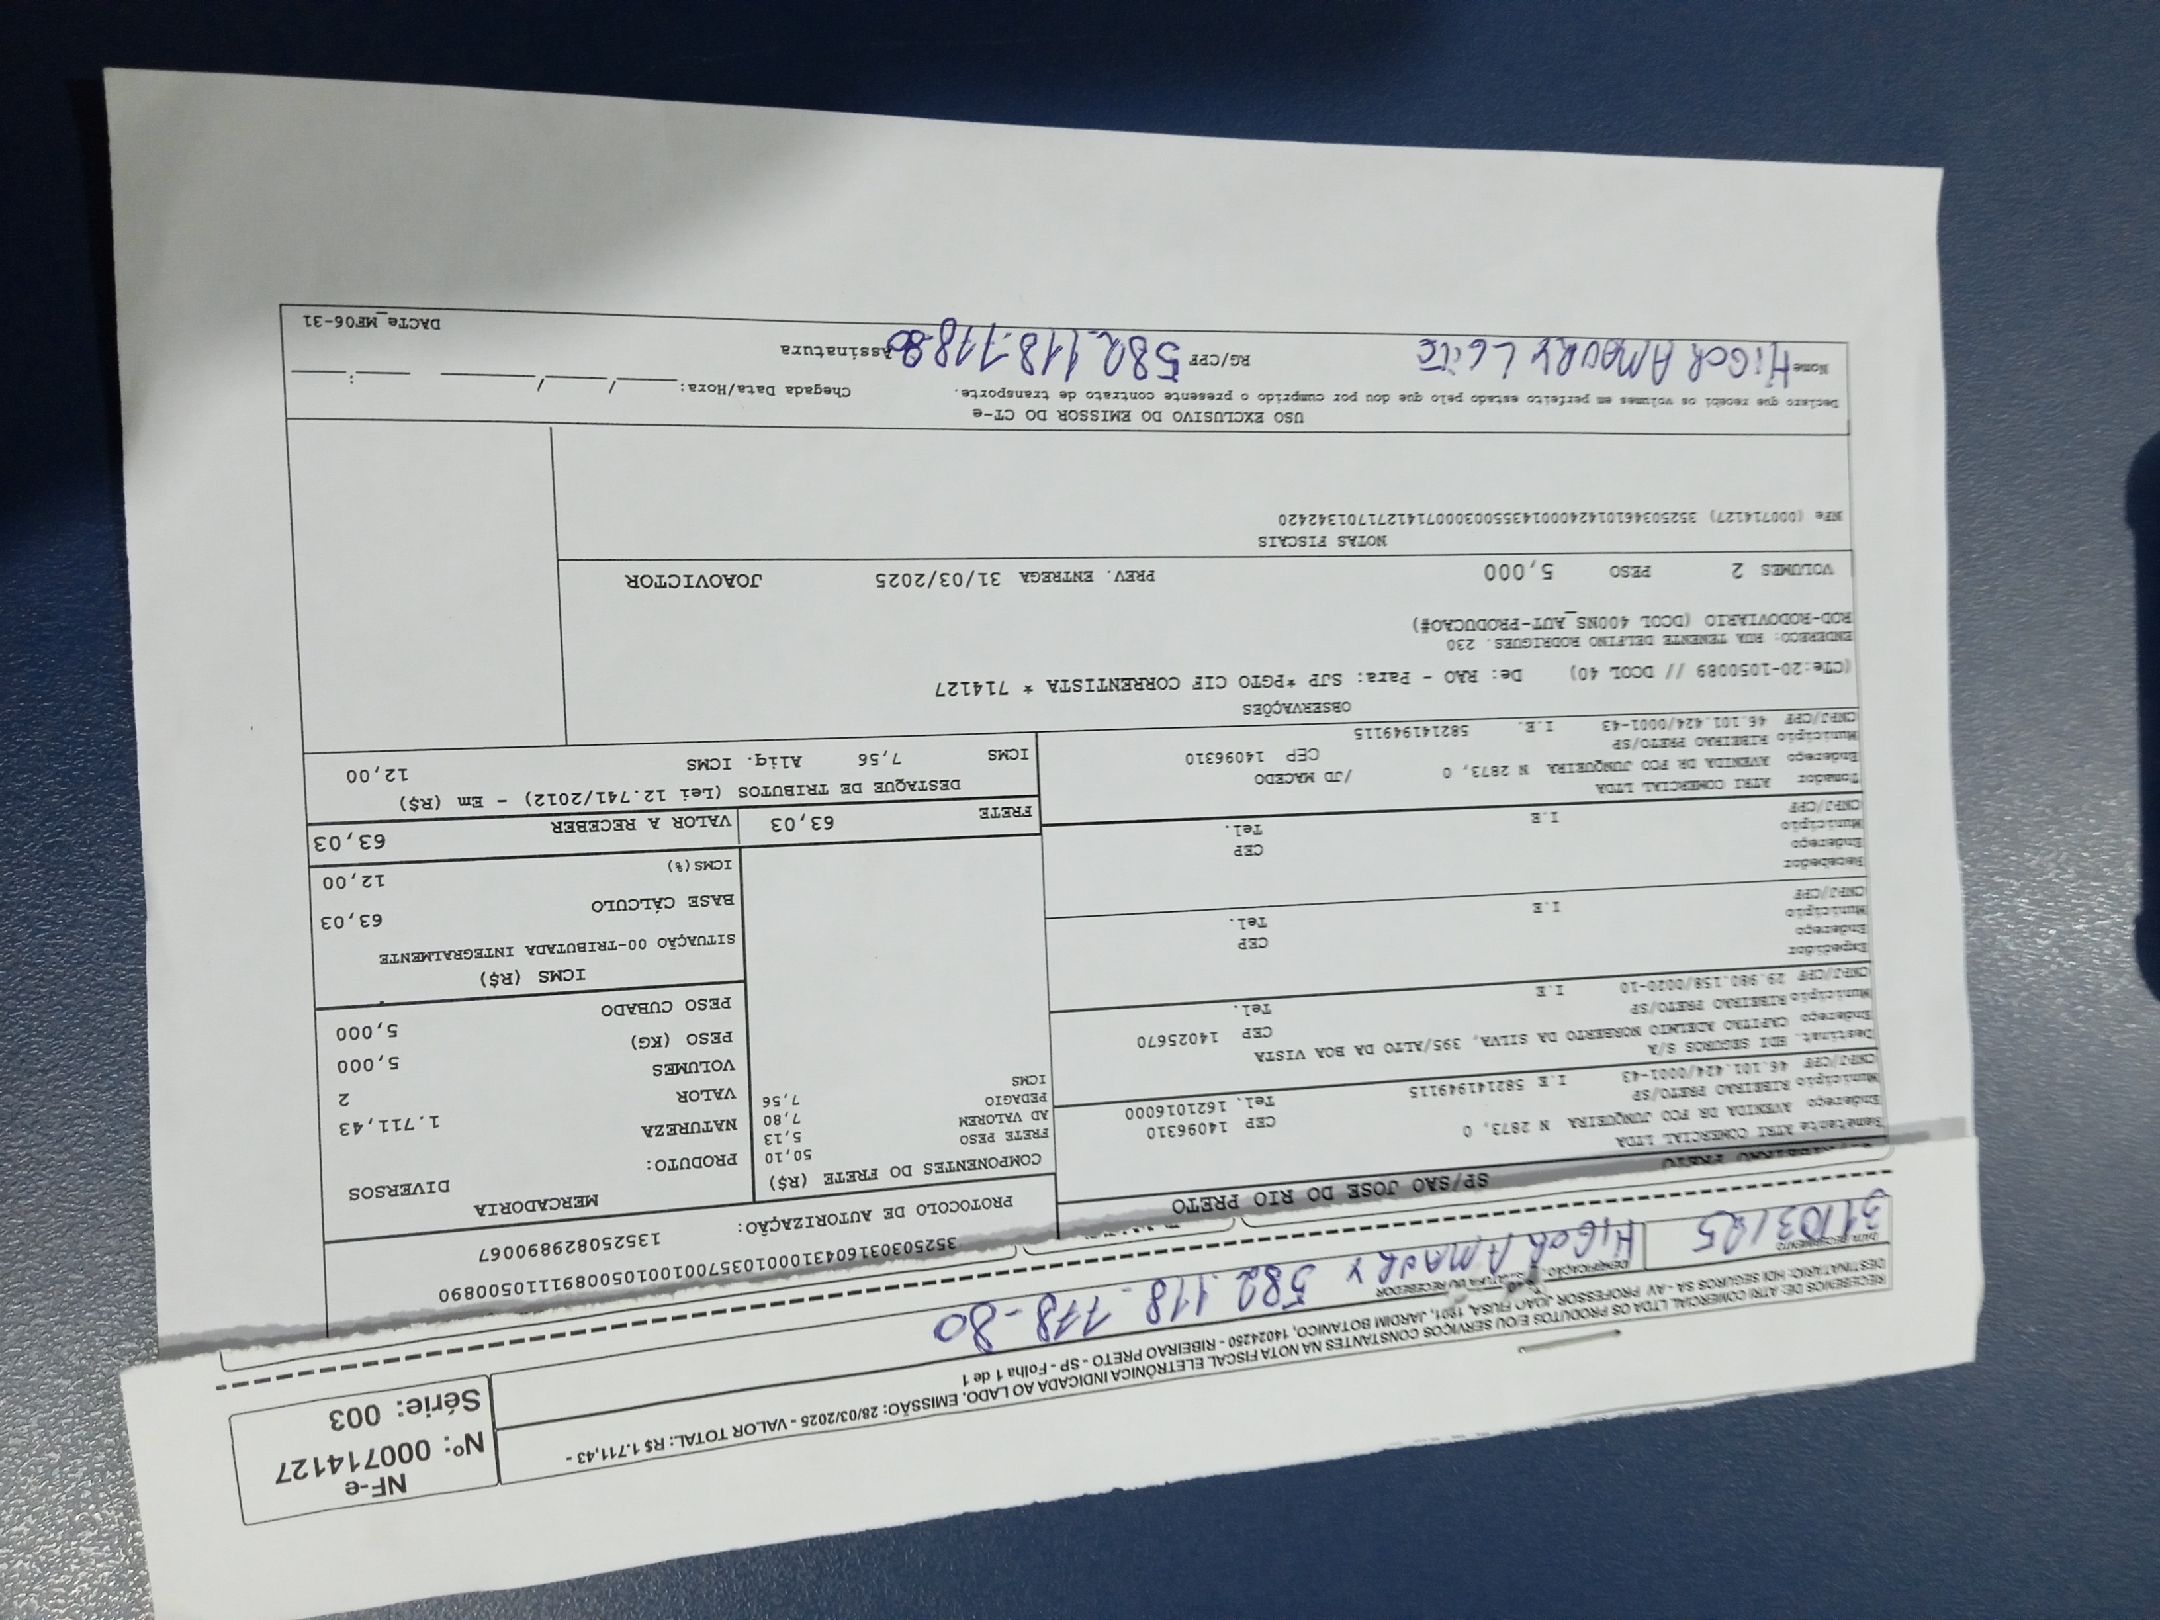 NF-e
Nº: 000714127
Série: 003
RECEBEMOS DE: ATRI COMERCIAL LTDA OS PRODUTOS E/OU SERVIÇOS CONSTANTES NA NOTA FISCAL ELETRÔNICA INDICADA AO LADO. EMISSÃO: 28/03/2025 - VALOR TOTAL: R$ 1.711,43 -
DESTINATÁRIO: HDI SEGUROS SA - AV PROFESSOR JOAO FIUSA, 1901, JARDIM BOTANICO, 14024250 - RIBEIRAO PRETO - SP - Folha 1 de 1
31/03/25
HiGOR AMAURY 582.118.778-80
35250303160431000103570010010500891110500890
PROTOCOLO DE AUTORIZAÇÃO: 135250829890067
SP/SAO JOSE DO RIO PRETO
Remetente ATRI COMERCIAL LTDA
Endereço AVENIDA DR FCO JUNQUEIRA N 2873, 0 CEP 14096310
Município RIBEIRAO PRETO/SP Tel. 1621016000
CNPJ/CPF 46.101.424/0001-43 I.E 582141949115
Destinat. HDI SEGUROS S/A
Endereço CAPITAO ADELMIO NORBERTO DA SILVA, 395/ALTO DA BOA VISTA
Município RIBEIRAO PRETO/SP CEP 14025670
CNPJ/CPF 29.980.158/0020-10 I.E Tel.
Expedidor
Endereço
Município CEP
CNPJ/CPF I.E Tel.
Recebedor
Endereço CEP
Município Tel.
CNPJ/CPF I.E
Tomador ATRI COMERCIAL LTDA
Endereço AVENIDA DR FCO JUNQUEIRA N 2873, 0 /JD MACEDO
Município RIBEIRAO PRETO/SP CEP 14096310
CNPJ/CPF 46.101.424/0001-43 I.E. 582141949115
COMPONENTES DO FRETE (R$)
FRETE PESO 50,10
AD VALOREM 5,13
PEDAGIO 7,80
ICMS 7,56
MERCADORIA
PRODUTO: DIVERSOS
NATUREZA
VALOR 1.711,43
VOLUMES 2
PESO (KG) 5,000
PESO CUBADO 5,000
ICMS (R$)
SITUAÇÃO 00-TRIBUTADA INTEGRALMENTE
BASE CÁLCULO 63,03
ICMS (%) 12,00
FRETE 63,03 VALOR A RECEBER 63,03
DESTAQUE DE TRIBUTOS (Lei 12.741/2012) - Em (R$)
ICMS 7,56 Aliq. ICMS 12,00
OBSERVAÇÕES
(CTe:20-1050089 // DCOL 40) De: RAO - Para: SJP *PGTO CIF CORRENTISTA * 714127
ENDERECO: RUA TENENTE DELFINO RODRIGUES. 230
ROD-RODOVIARIO (DCOL 400NS_AUT-PRODUCAO#)
VOLUMES 2 PESO 5,000 PREV. ENTREGA 31/03/2025 JOAOVICTOR
NOTAS FISCAIS
NFe (000714127) 35250346101424000143550030007141271701342420
USO EXCLUSIVO DO EMISSOR DO CT-e
Declaro que recebi os volumes em perfeito estado pelo que dou por cumprido o presente contrato de transporte. Chegada Data/Hora: ____/____/____ ____:____
Nome HiGOR AMAURY LEiTE RG/CPF 582.118.778-80 Assinatura
DACTe_MF06-31